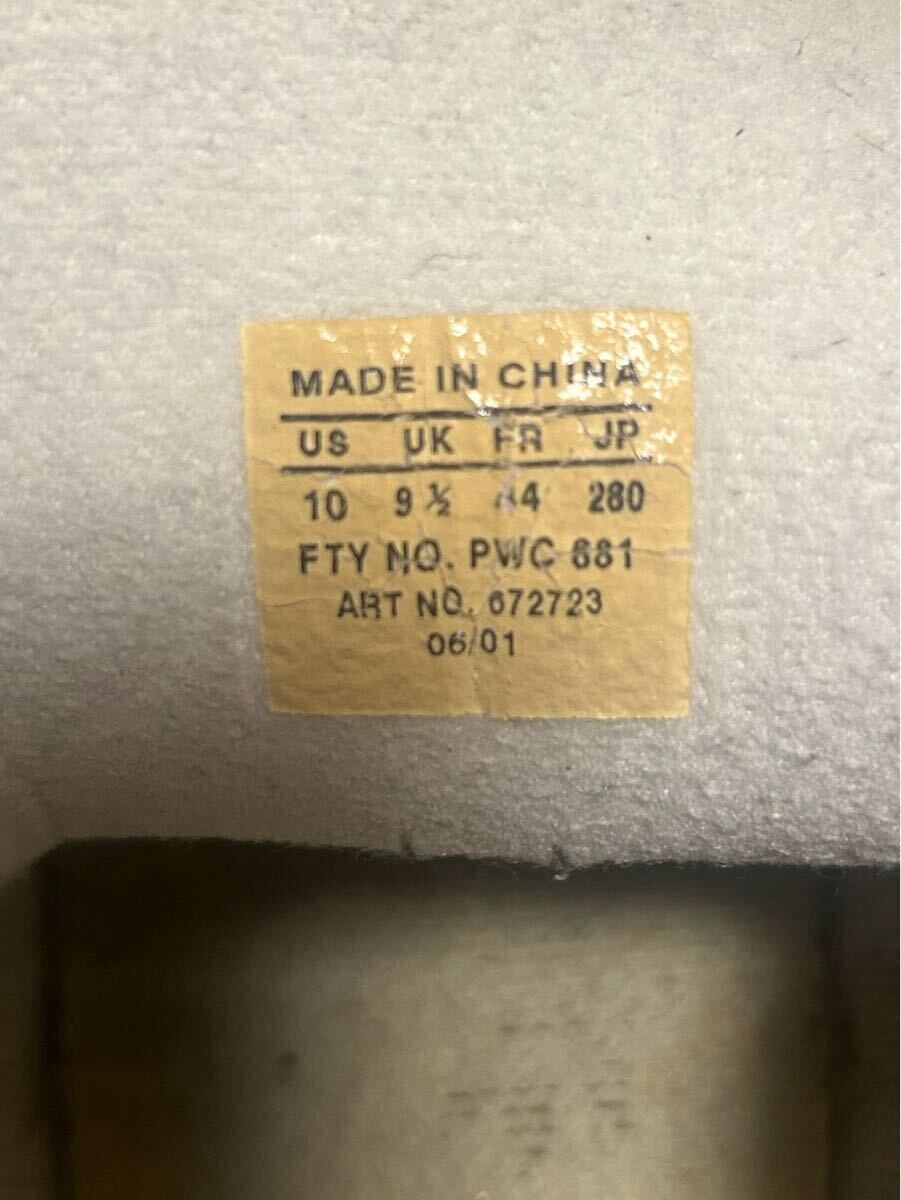 MADE IN CHINA
US UK FR JP
10 9 ½ 44 280
FTY NO. PWC 681
ART NO. 672723
06/01